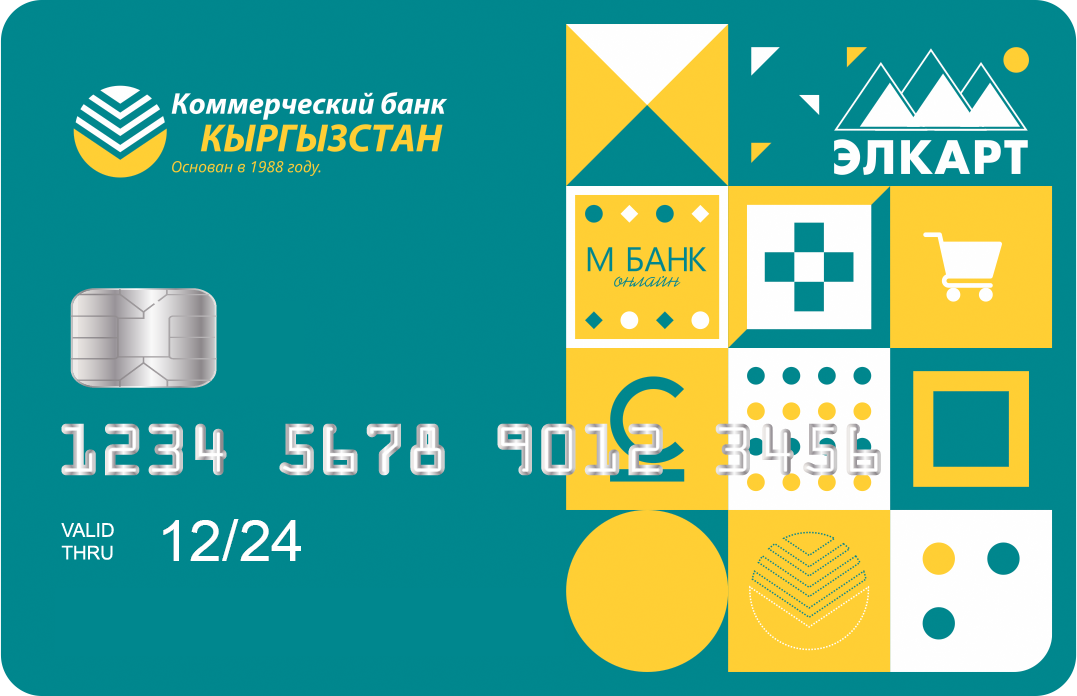 Коммерческий банк
КЫРГЫЗСТАН
Основан в 1988 году.
ЭЛКАРТ
М БАНК
онлайн
1234 5678 9012 3456
VALID
THRU
12/24